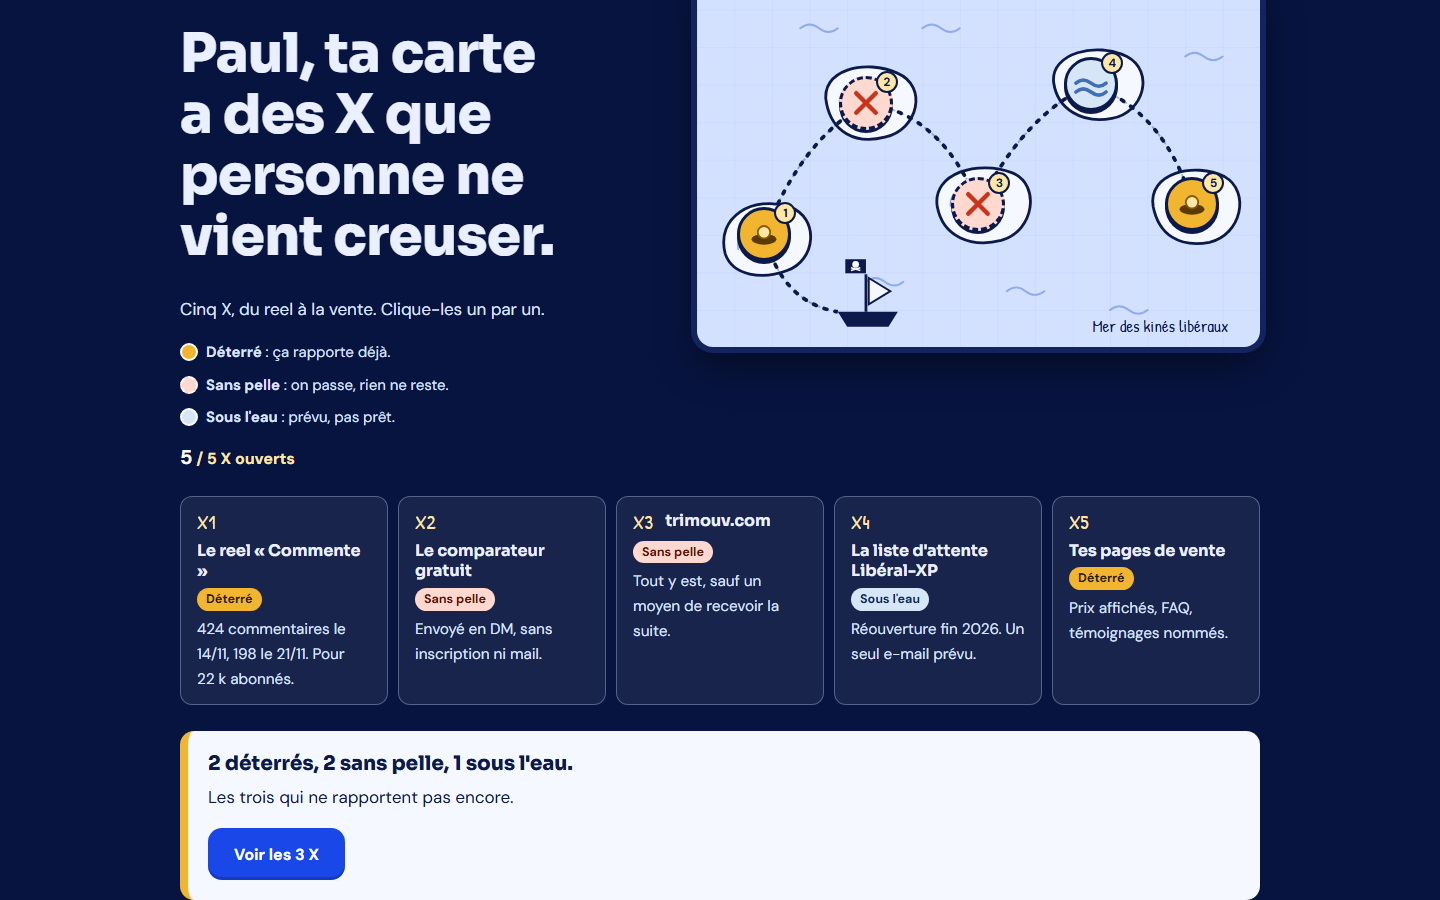 Paul, ta carte
a des X que
personne ne
vient creuser.
Cinq X, du reel à la vente. Clique-les un par un.
Déterré : ça rapporte déjà.
Sans pelle : on passe, rien ne reste.
Sous l'eau : prévu, pas prêt.
5 / 5 X ouverts
1
2
3
4
5
Mer des kinés libéraux
X1
Le reel « Commente
»
Déterré
424 commentaires le
14/11, 198 le 21/11. Pour
22 k abonnés.
X2
Le comparateur
gratuit
Sans pelle
Envoyé en DM, sans
inscription ni mail.
X3 trimouv.com
Sans pelle
Tout y est, sauf un
moyen de recevoir la
suite.
X4
La liste d'attente
Libéral-XP
Sous l'eau
Réouverture fin 2026. Un
seul e-mail prévu.
X5
Tes pages de vente
Déterré
Prix affichés, FAQ,
témoignages nommés.
2 déterrés, 2 sans pelle, 1 sous l'eau.
Les trois qui ne rapportent pas encore.
Voir les 3 X